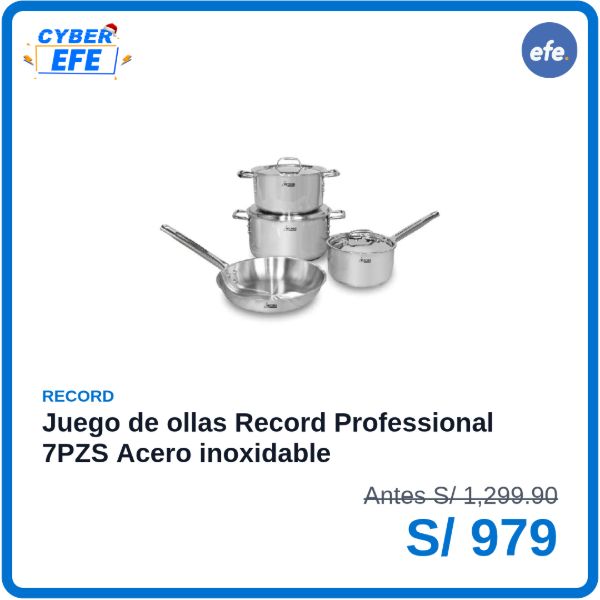 CYBER
EFE
efe.
RECORD
Juego de ollas Record Professional
7PZS Acero inoxidable
Antes S/ 1,299.90
S/ 979